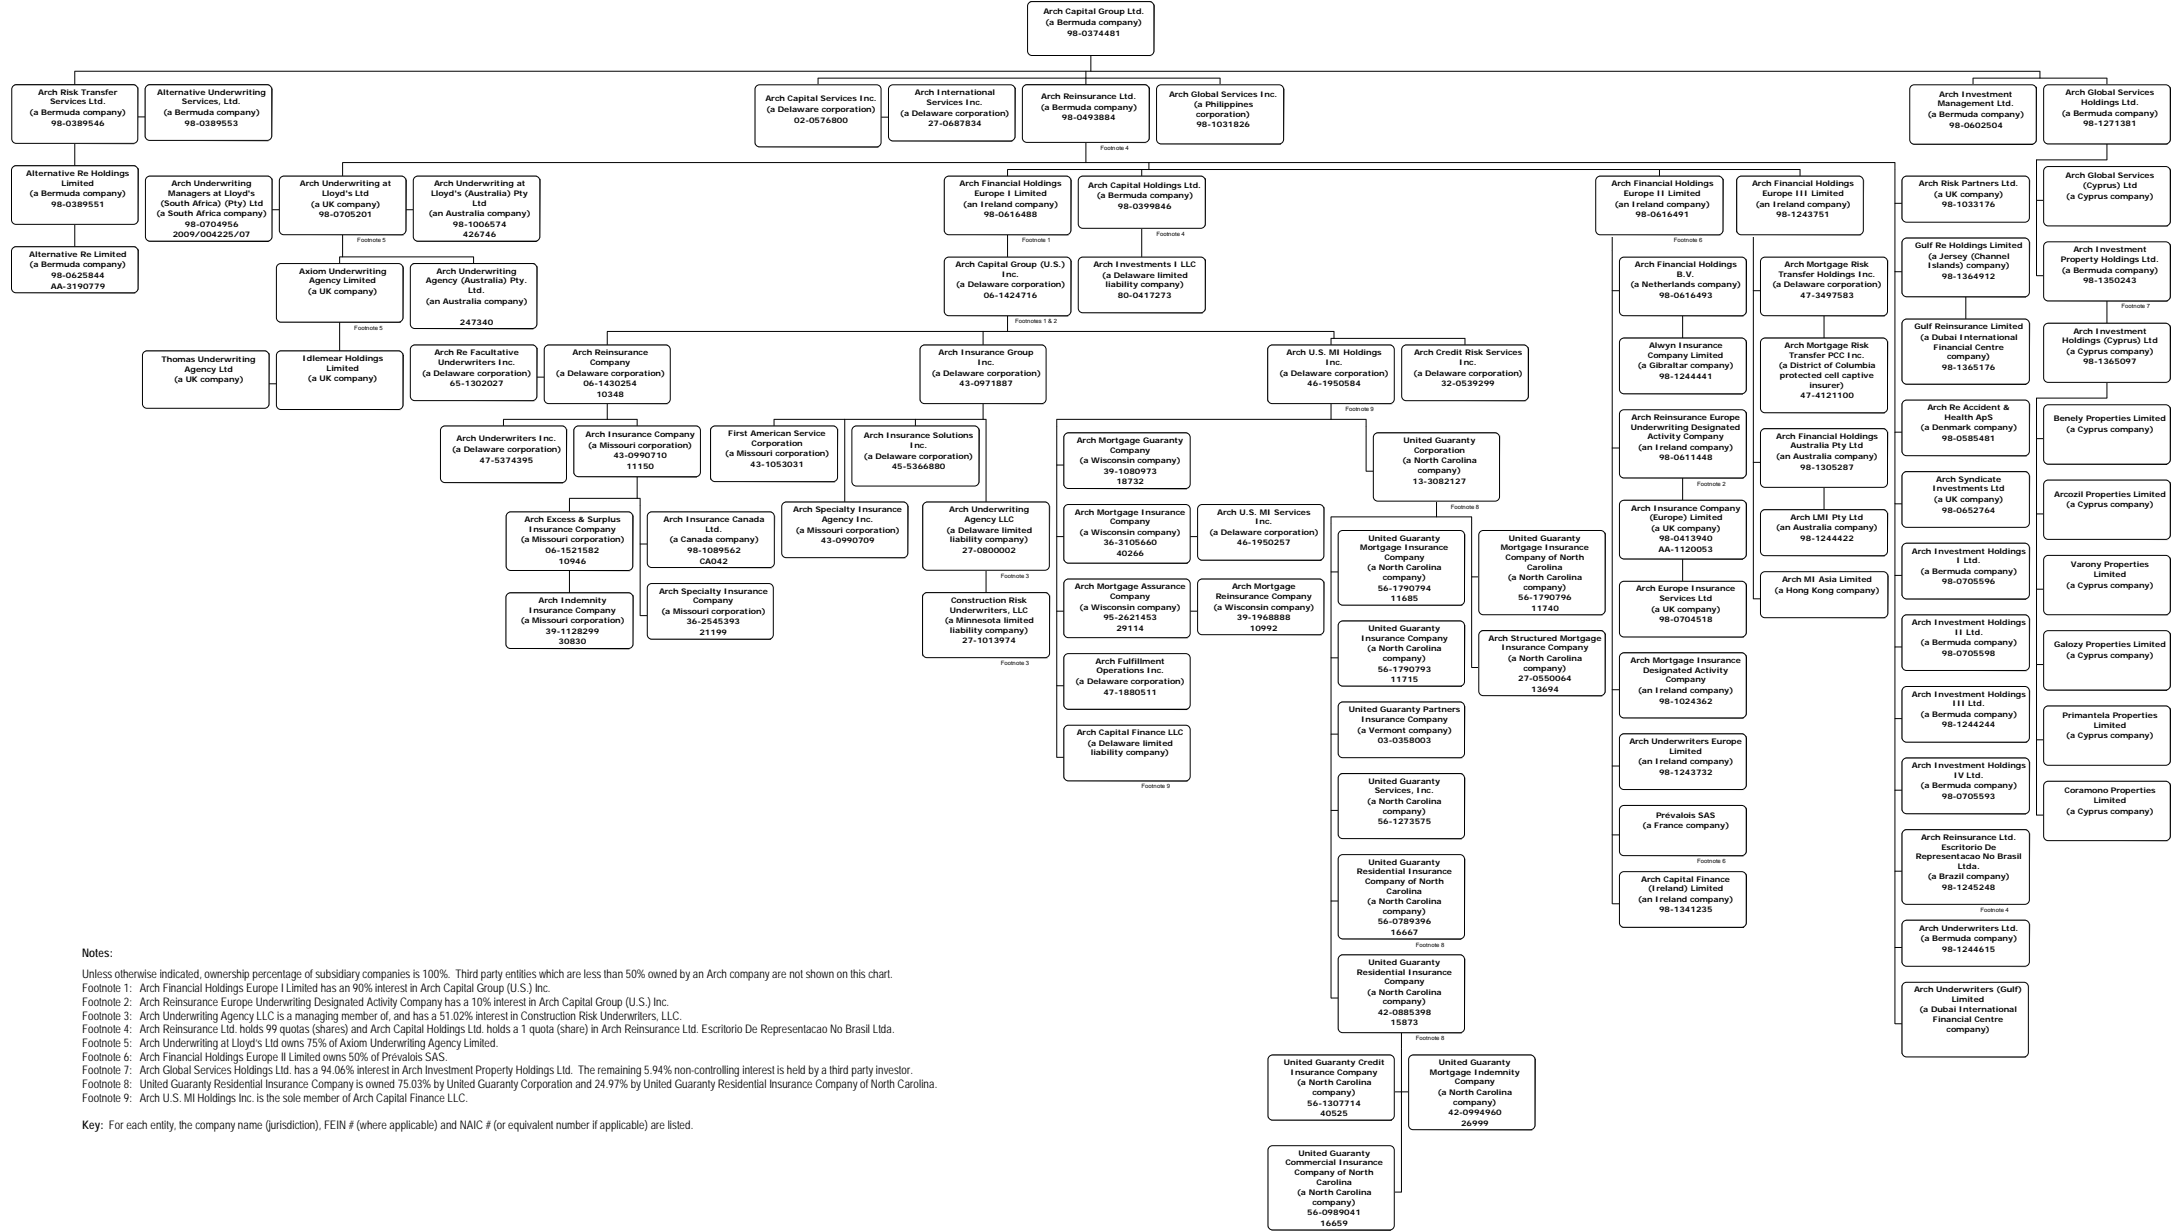 Arch Capital Group Ltd.
(a Bermuda company)
98-0374481
Arch Risk Transfer
Services Ltd.
(a Bermuda company)
98-0389546
Alternative Underwriting
Services, Ltd.
(a Bermuda company)
98-0389553
Arch Capital Services Inc.
(a Delaware corporation)
02-0576800
Arch International
Services Inc.
(a Delaware corporation)
27-0687834
Arch Reinsurance Ltd.
(a Bermuda company)
98-0493884
Footnote 4
Arch Global Services Inc.
(a Philippines
corporation)
98-1031826
Arch Investment
Management Ltd.
(a Bermuda company)
98-0602504
Arch Global Services
Holdings Ltd.
(a Bermuda company)
98-1271381
Alternative Re Holdings
Limited
(a Bermuda company)
98-0389551
Alternative Re Limited
(a Bermuda company)
98-0625844
AA-3190779
Arch Underwriting
Managers at Lloyd's
(South Africa) (Pty) Ltd
(a South Africa company)
98-0704956
2009/004225/07
Arch Underwriting at
Lloyd's Ltd
(a UK company)
98-0705201
Footnote 5
Arch Underwriting at
Lloyd's (Australia) Pty
Ltd
(an Australia company)
98-1006574
426746
Axiom Underwriting
Agency Limited
(a UK company)
Footnote 5
Arch Underwriting
Agency (Australia) Pty.
Ltd.
(an Australia company)
247340
Thomas Underwriting
Agency Ltd
(a UK company)
Idlemear Holdings
Limited
(a UK company)
Arch Financial Holdings
Europe I Limited
(an Ireland company)
98-0616488
Footnote 1
Arch Capital Holdings Ltd.
(a Bermuda company)
98-0399846
Footnote 4
Arch Capital Group (U.S.)
Inc.
(a Delaware corporation)
06-1424716
Footnotes 1 & 2
Arch Investments I LLC
(a Delaware limited
liability company)
80-0417273
Arch Re Facultative
Underwriters Inc.
(a Delaware corporation)
65-1302027
Arch Reinsurance
Company
(a Delaware corporation)
06-1430254
10348
Arch Insurance Group
Inc.
(a Delaware corporation)
43-0971887
Arch U.S. MI Holdings
Inc.
(a Delaware corporation)
46-1950584
Footnote 9
Arch Credit Risk Services
Inc.
(a Delaware corporation)
32-0539299
Arch Underwriters Inc.
(a Delaware corporation)
47-5374395
Arch Insurance Company
(a Missouri corporation)
43-0990710
11150
First American Service
Corporation
(a Missouri corporation)
43-1053031
Arch Insurance Solutions
Inc.
(a Delaware corporation)
45-5366880
Arch Excess & Surplus
Insurance Company
(a Missouri corporation)
06-1521582
10946
Arch Insurance Canada
Ltd.
(a Canada company)
98-1089562
CA042
Arch Indemnity
Insurance Company
(a Missouri corporation)
39-1128299
30830
Arch Specialty Insurance
Company
(a Missouri corporation)
36-2545393
21199
Arch Specialty Insurance
Agency Inc.
(a Missouri corporation)
43-0990709
Arch Underwriting
Agency LLC
(a Delaware limited
liability company)
27-0800002
Footnote 3
Construction Risk
Underwriters, LLC
(a Minnesota limited
liability company)
27-1013974
Footnote 3
Arch Mortgage Guaranty
Company
(a Wisconsin company)
39-1080973
18732
Arch Mortgage Insurance
Company
(a Wisconsin company)
36-3105660
40266
Arch U.S. MI Services
Inc.
(a Delaware corporation)
46-1950257
Arch Mortgage Assurance
Company
(a Wisconsin company)
95-2621453
29114
Arch Mortgage
Reinsurance Company
(a Wisconsin company)
39-1968888
10992
Arch Fulfillment
Operations Inc.
(a Delaware corporation)
47-1880511
Arch Capital Finance LLC
(a Delaware limited
liability company)
Footnote 9
United Guaranty
Corporation
(a North Carolina
company)
13-3082127
Footnote 8
United Guaranty
Mortgage Insurance
Company
(a North Carolina
company)
56-1790794
11685
United Guaranty
Mortgage Insurance
Company of North
Carolina
(a North Carolina
company)
56-1790796
11740
United Guaranty
Insurance Company
(a North Carolina
company)
56-1790793
11715
Arch Structured Mortgage
Insurance Company
(a North Carolina
company)
27-0550064
13694
United Guaranty Partners
Insurance Company
(a Vermont company)
03-0358003
United Guaranty
Services, Inc.
(a North Carolina
company)
56-1273575
United Guaranty
Residential Insurance
Company of North
Carolina
(a North Carolina
company)
56-0789396
16667
Footnote 8
United Guaranty
Residential Insurance
Company
(a North Carolina
company)
42-0885398
15873
Footnote 8
United Guaranty Credit
Insurance Company
(a North Carolina
company)
56-1307714
40525
United Guaranty
Mortgage Indemnity
Company
(a North Carolina
company)
42-0994960
26999
United Guaranty
Commercial Insurance
Company of North
Carolina
(a North Carolina
company)
56-0989041
16659
Arch Financial Holdings
Europe II Limited
(an Ireland company)
98-0616491
Footnote 6
Arch Financial Holdings
Europe III Limited
(an Ireland company)
98-1243751
Arch Financial Holdings
B.V.
(a Netherlands company)
98-0616493
Alwyn Insurance
Company Limited
(a Gibraltar company)
98-1244441
Arch Reinsurance Europe
Underwriting Designated
Activity Company
(an Ireland company)
98-0611448
Footnote 2
Arch Insurance Company
(Europe) Limited
(a UK company)
98-0413940
AA-1120053
Arch Europe Insurance
Services Ltd
(a UK company)
98-0704518
Arch Mortgage Insurance
Designated Activity
Company
(an Ireland company)
98-1024362
Arch Underwriters Europe
Limited
(an Ireland company)
98-1243732
Prévalois SAS
(a France company)
Footnote 6
Arch Capital Finance
(Ireland) Limited
(an Ireland company)
98-1341235
Arch Mortgage Risk
Transfer Holdings Inc.
(a Delaware corporation)
47-3497583
Arch Mortgage Risk
Transfer PCC Inc.
(a District of Columbia
protected cell captive
insurer)
47-4121100
Arch Financial Holdings
Australia Pty Ltd
(an Australia company)
98-1305287
Arch LMI Pty Ltd
(an Australia company)
98-1244422
Arch MI Asia Limited
(a Hong Kong company)
Arch Risk Partners Ltd.
(a UK company)
98-1033176
Gulf Re Holdings Limited
(a Jersey (Channel
Islands) company)
98-1364912
Gulf Reinsurance Limited
(a Dubai International
Financial Centre
company)
98-1365176
Arch Re Accident &
Health ApS
(a Denmark company)
98-0585481
Arch Syndicate
Investments Ltd
(a UK company)
98-0652764
Arch Investment Holdings
I Ltd.
(a Bermuda company)
98-0705596
Arch Investment Holdings
II Ltd.
(a Bermuda company)
98-0705598
Arch Investment Holdings
III Ltd.
(a Bermuda company)
98-1244244
Arch Investment Holdings
IV Ltd.
(a Bermuda company)
98-0705593
Arch Reinsurance Ltd.
Escritorio De
Representacao No Brasil
Ltda.
(a Brazil company)
98-1245248
Footnote 4
Arch Underwriters Ltd.
(a Bermuda company)
98-1244615
Arch Underwriters (Gulf)
Limited
(a Dubai International
Financial Centre
company)
Arch Global Services
(Cyprus) Ltd
(a Cyprus company)
Arch Investment
Property Holdings Ltd.
(a Bermuda company)
98-1350243
Footnote 7
Arch Investment
Holdings (Cyprus) Ltd
(a Cyprus company)
98-1365097
Benely Properties Limited
(a Cyprus company)
Arcozil Properties Limited
(a Cyprus company)
Varony Properties
Limited
(a Cyprus company)
Galozy Properties Limited
(a Cyprus company)
Primantela Properties
Limited
(a Cyprus company)
Coramono Properties
Limited
(a Cyprus company)
Notes:
Unless otherwise indicated, ownership percentage of subsidiary companies is 100%. Third party entities which are less than 50% owned by an Arch company are not shown on this chart.
Footnote 1: Arch Financial Holdings Europe I Limited has an 90% interest in Arch Capital Group (U.S.) Inc.
Footnote 2: Arch Reinsurance Europe Underwriting Designated Activity Company has a 10% interest in Arch Capital Group (U.S.) Inc.
Footnote 3: Arch Underwriting Agency LLC is a managing member of, and has a 51.02% interest in Construction Risk Underwriters, LLC.
Footnote 4: Arch Reinsurance Ltd. holds 99 quotas (shares) and Arch Capital Holdings Ltd. holds a 1 quota (share) in Arch Reinsurance Ltd. Escritorio De Representacao No Brasil Ltda.
Footnote 5: Arch Underwriting at Lloyd's Ltd owns 75% of Axiom Underwriting Agency Limited.
Footnote 6: Arch Financial Holdings Europe II Limited owns 50% of Prévalois SAS.
Footnote 7: Arch Global Services Holdings Ltd. has a 94.06% interest in Arch Investment Property Holdings Ltd. The remaining 5.94% non-controlling interest is held by a third party investor.
Footnote 8: United Guaranty Residential Insurance Company is owned 75.03% by United Guaranty Corporation and 24.97% by United Guaranty Residential Insurance Company of North Carolina.
Footnote 9: Arch U.S. MI Holdings Inc. is the sole member of Arch Capital Finance LLC.
Key: For each entity, the company name (jurisdiction), FEIN # (where applicable) and NAIC # (or equivalent number if applicable) are listed.